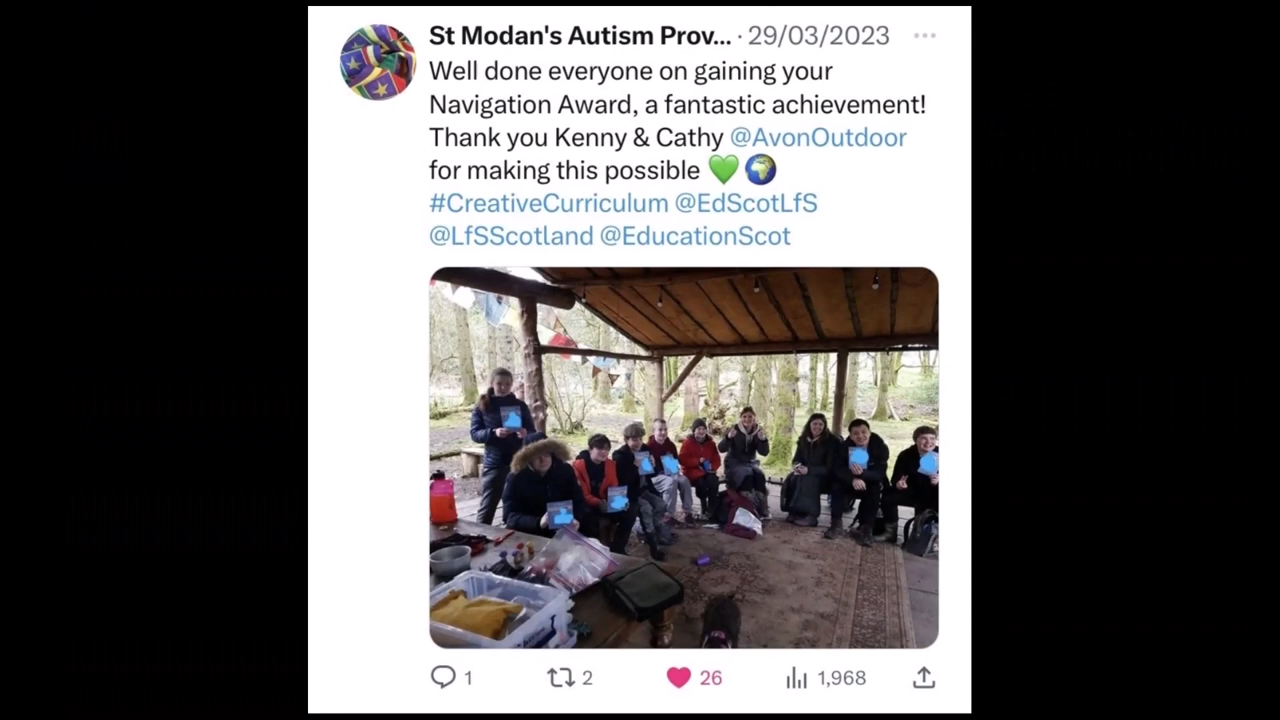 St Modan's Autism Prov... · 29/03/2023
Well done everyone on gaining your
Navigation Award, a fantastic achievement!
Thank you Kenny & Cathy @AvonOutdoor
for making this possible 💚 🌍
#CreativeCurriculum @EdScotLfS
@LfSScotland @EducationScot
1 2 26 1,968